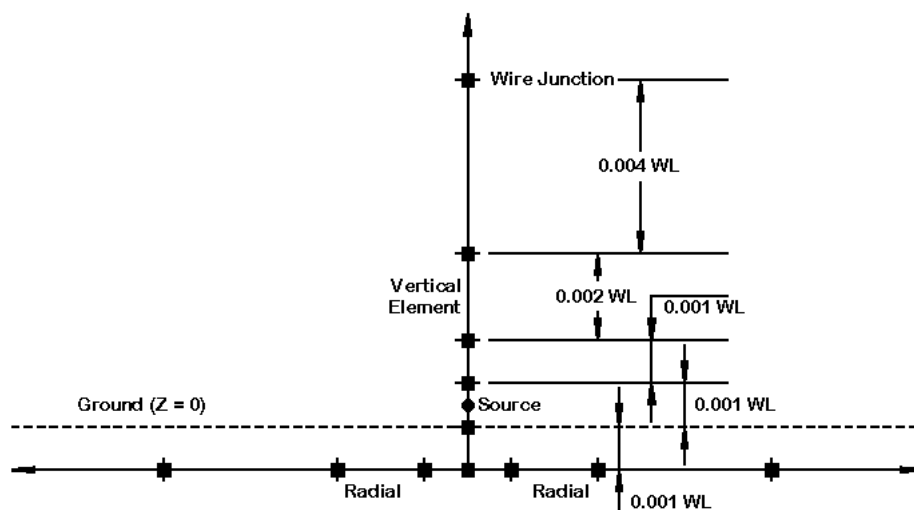 Wire Junction
0.004 WL
Vertical
Element
0.002 WL
0.001 WL
Ground (Z = 0)
Source
0.001 WL
Radial
Radial
0.001 WL